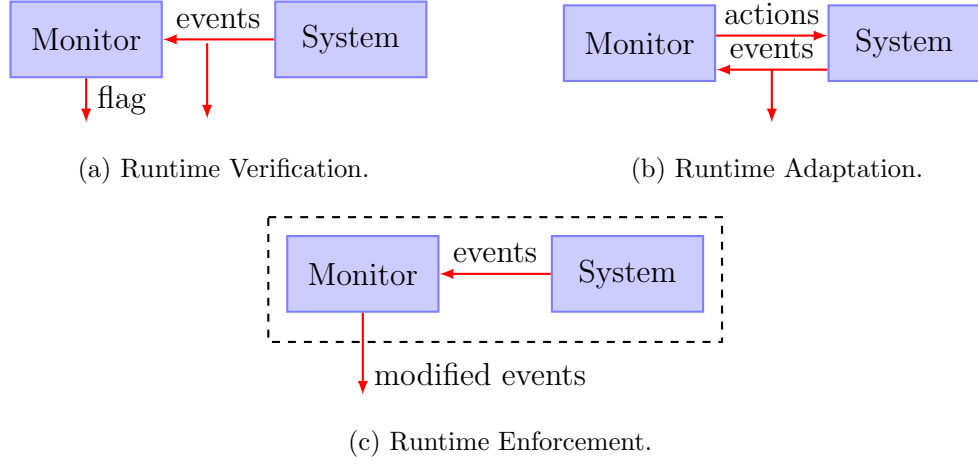 events
Monitor
System
flag
(a) Runtime Verification.
actions
Monitor
events
System
(b) Runtime Adaptation.
events
Monitor
System
modified events
(c) Runtime Enforcement.